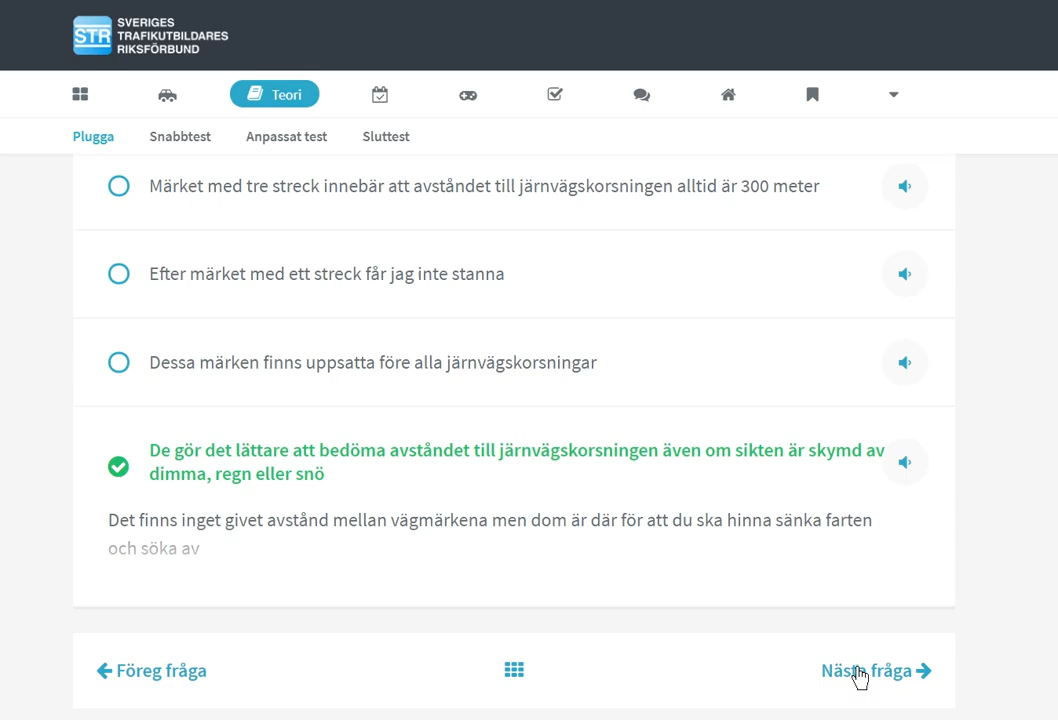 STR
SVERIGES
TRAFIKUTBILDARES
RIKSFÖRBUND
Teori
Plugga
Snabbtest
Anpassat test
Sluttest
Märket med tre streck innebär att avståndet till järnvägskorsningen alltid är 300 meter
Efter märket med ett streck får jag inte stanna
Dessa märken finns uppsatta före alla järnvägskorsningar
De gör det lättare att bedöma avståndet till järnvägskorsningen även om sikten är skymd av
dimma, regn eller snö
Det finns inget givet avstånd mellan vägmärkena men dom är där för att du ska hinna sänka farten
och söka av
Föreg fråga
Nästa fråga